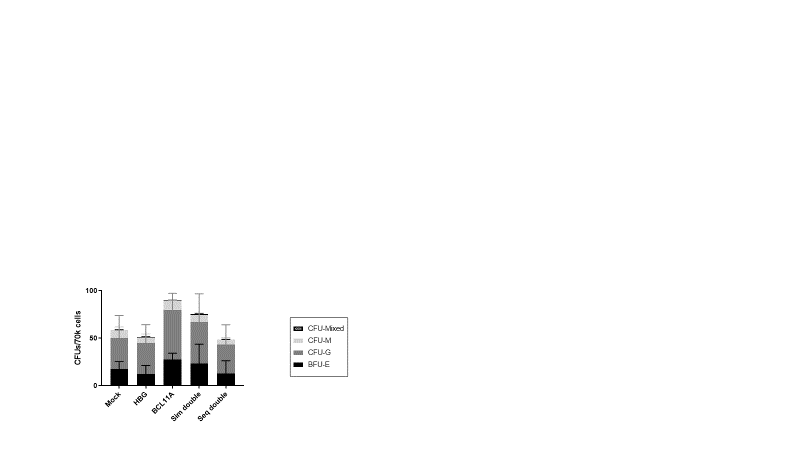 100
50
0
CFUs/70k cells
Mock
HBG
BCL11A
Sim double
Seq double
CFU-Mixed
CFU-M
CFU-G
BFU-E